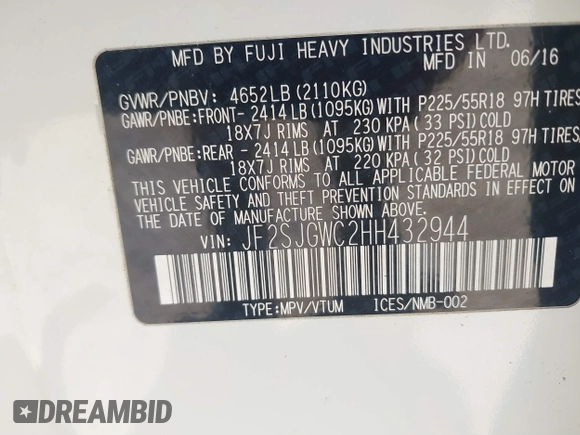 MFD BY FUJI HEAVY INDUSTRIES LTD.
MFD IN 06/16
GVWR/PNBV: 4652LB(2110KG)
GAWR/PNBE:FRONT- 2414LB(1095KG)WITH P225/55R18 97H TIRES
18X7J RIMS AT 230 KPA(33 PSI)COLD
GAWR/PNBE:REAR - 2414LB(1095KG)WITH P225/55R18 97H TIRES
18X7J RIMS AT 220 KPA(32 PSI)COLD
THIS VEHICLE CONFORMS TO ALL APPLICABLE FEDERAL MOTOR
VEHICLE SAFETY AND THEFT PREVENTION STANDARDS IN EFFECT ON
THE DATE OF MANUFACTURE SHOWN ABOVE.
VIN: JF2SJGWC2HH432944
TYPE:MPV/VTUM ICES/NMB-002
DREAMBID